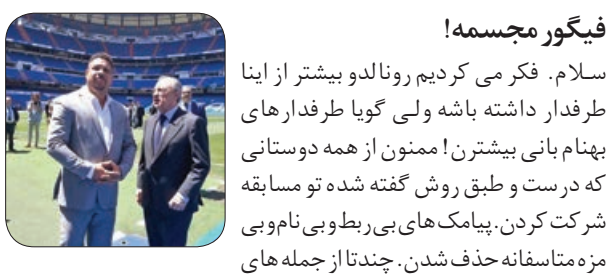 فیگور مجسمه!
سلام. فکر می کردیم رونالدو بیشتر از اینا
طرفدار داشته باشه ولی گویا طرفدارهای
بهنام بانی بیشترن! ممنون از همه دوستانی
که درست و طبق روش گفته شده تو مسابقه
شرکت کردن.پیامک‌های بی‌ربط و بی‌نام و بی
مزه متاسفانه حذف شدن. چندتا از جمله های